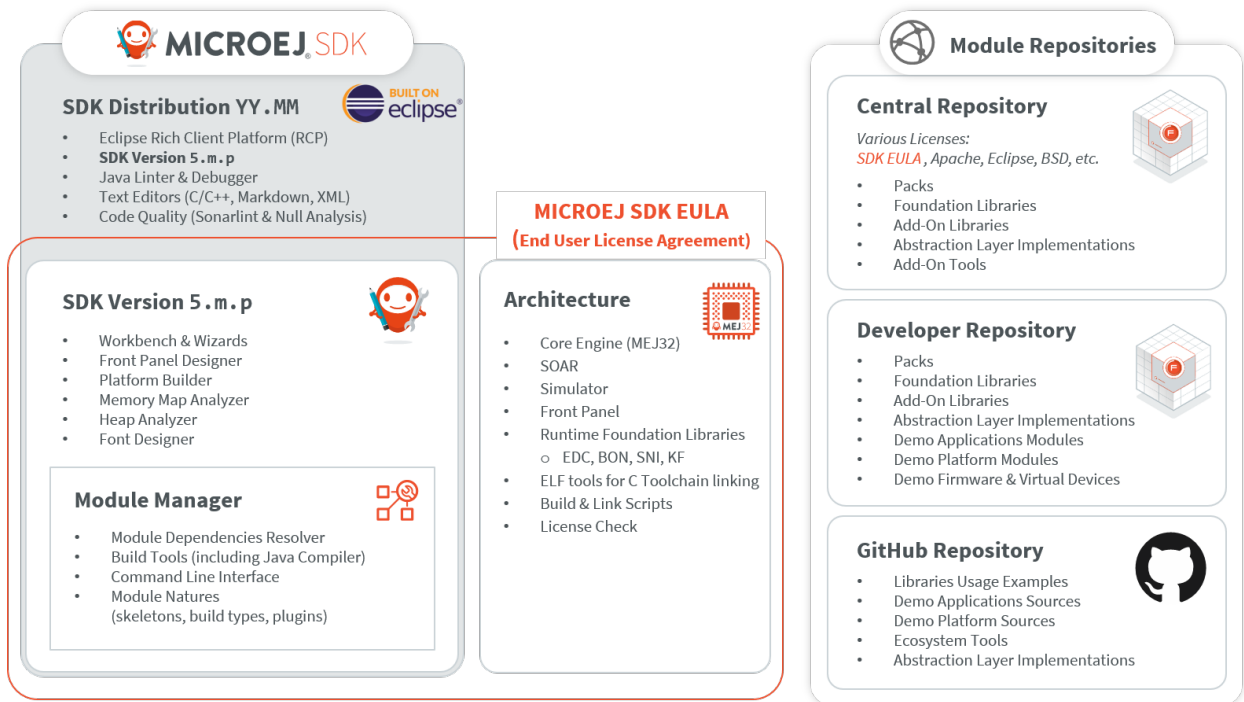 MICROEJ® SDK
SDK Distribution YY.MM
BUILT ON
eclipse®
• Eclipse Rich Client Platform (RCP)
• SDK Version 5.m.p
• Java Linter & Debugger
• Text Editors (C/C++, Markdown, XML)
• Code Quality (Sonarlint & Null Analysis)
MICROEJ SDK EULA
(End User License Agreement)
SDK Version 5.m.p
• Workbench & Wizards
• Front Panel Designer
• Platform Builder
• Memory Map Analyzer
• Heap Analyzer
• Font Designer
Module Manager
• Module Dependencies Resolver
• Build Tools (including Java Compiler)
• Command Line Interface
• Module Natures
(skeletons, build types, plugins)
Architecture
MEJ32
• Core Engine (MEJ32)
• SOAR
• Simulator
• Front Panel
• Runtime Foundation Libraries
o EDC, BON, SNI, KF
• ELF tools for C Toolchain linking
• Build & Link Scripts
• License Check
Module Repositories
Central Repository
Various Licenses:
SDK EULA , Apache, Eclipse, BSD, etc.
• Packs
• Foundation Libraries
• Add-On Libraries
• Abstraction Layer Implementations
• Add-On Tools
Developer Repository
• Packs
• Foundation Libraries
• Add-On Libraries
• Abstraction Layer Implementations
• Demo Applications Modules
• Demo Platform Modules
• Demo Firmware & Virtual Devices
GitHub Repository
• Libraries Usage Examples
• Demo Applications Sources
• Demo Platform Sources
• Ecosystem Tools
• Abstraction Layer Implementations